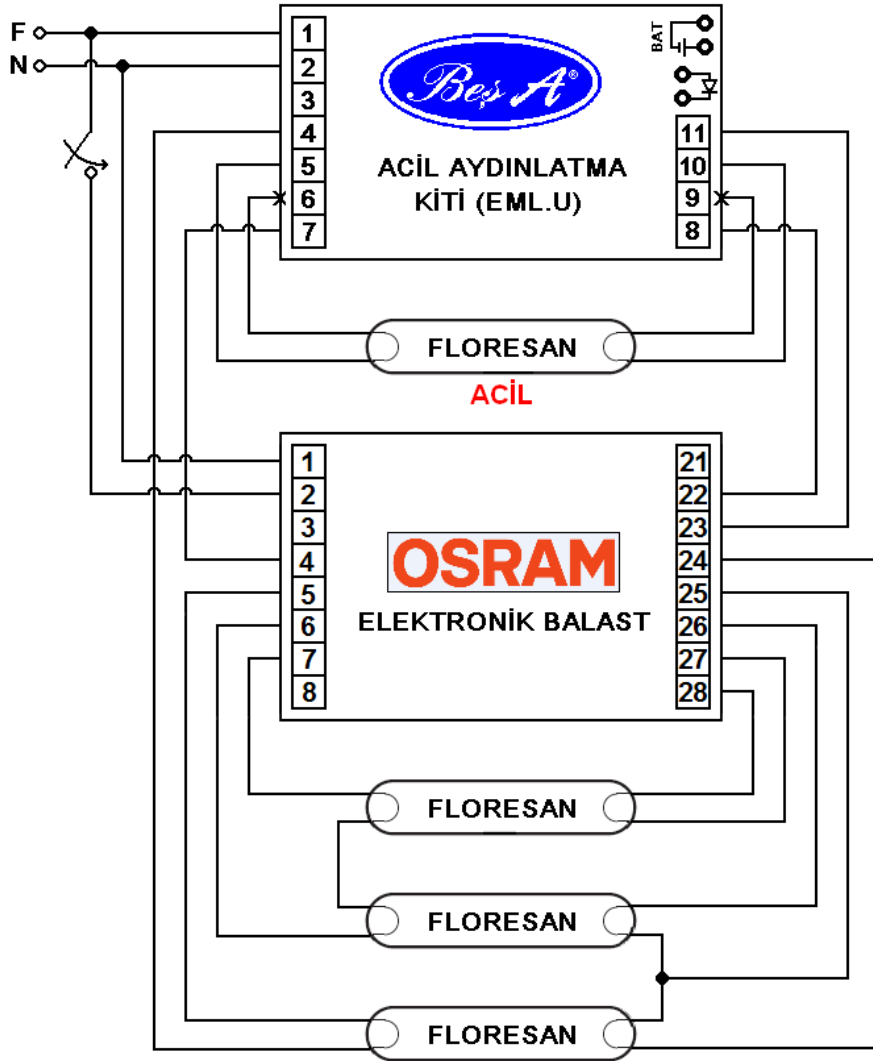 F
N
1
2
3
4
5
6
7
Beş A®
BAT
ACİL AYDINLATMA
KİTİ (EML.U)
11
10
9
8
FLORESAN
ACİL
1
2
3
4
5
6
7
8
OSRAM
ELEKTRONİK BALAST
21
22
23
24
25
26
27
28
FLORESAN
FLORESAN
FLORESAN